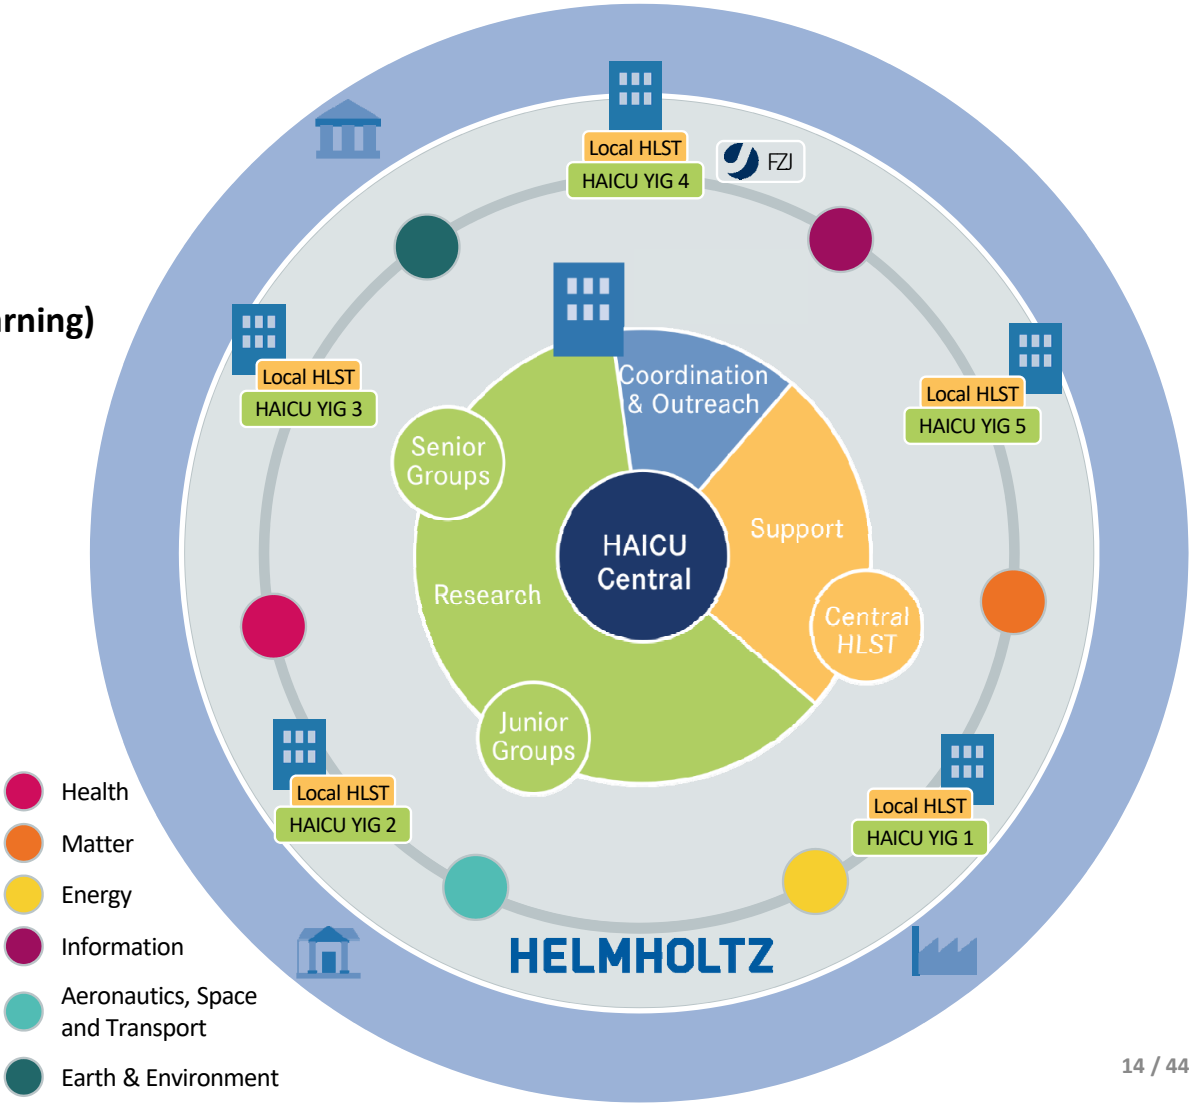 Local HLST
HAICU YIG 4
FZJ
arning)
Local HLST
HAICU YIG 3
Local HLST
HAICU YIG 5
Coordination
& Outreach
Senior
Groups
Support
HAICU
Central
Research
Central
HLST
Junior
Groups
Local HLST
HAICU YIG 2
Local HLST
HAICU YIG 1
HELMHOLTZ
Health
Matter
Energy
Information
Aeronautics, Space
and Transport
Earth & Environment
14 / 44